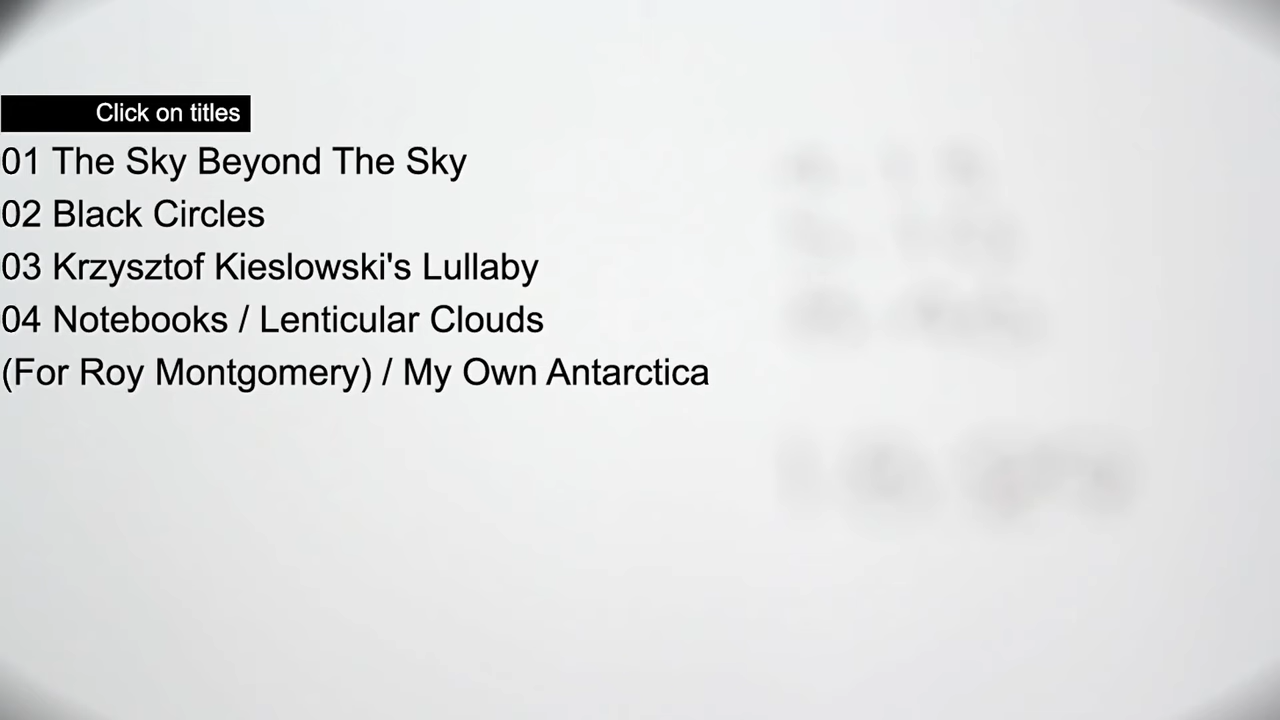 Click on titles
01 The Sky Beyond The Sky
02 Black Circles
03 Krzysztof Kieslowski's Lullaby
04 Notebooks / Lenticular Clouds
(For Roy Montgomery) / My Own Antarctica